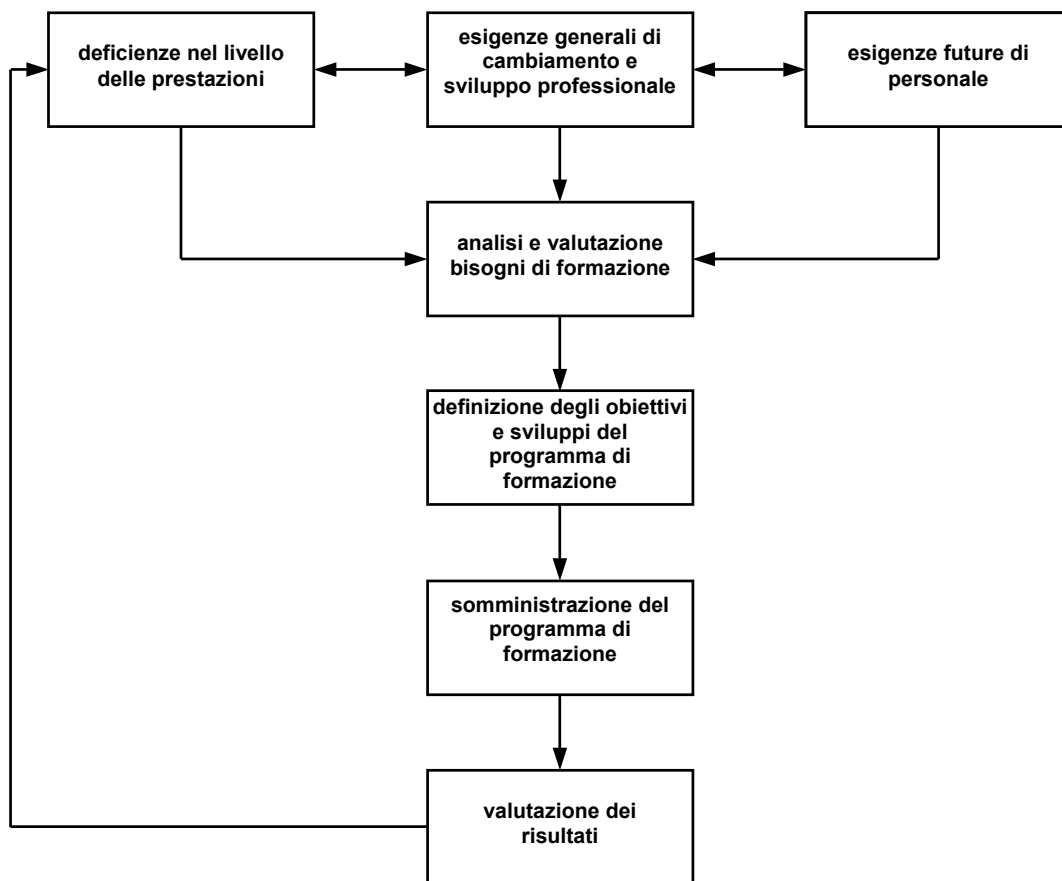 deficienze nel livello
delle prestazioni
esigenze generali di
cambiamento e
sviluppo professionale
esigenze future di
personale
analisi e valutazione
bisogni di formazione
definizione degli obiettivi
e sviluppi del
programma di
formazione
somministrazione del
programma di
formazione
valutazione dei
risultati